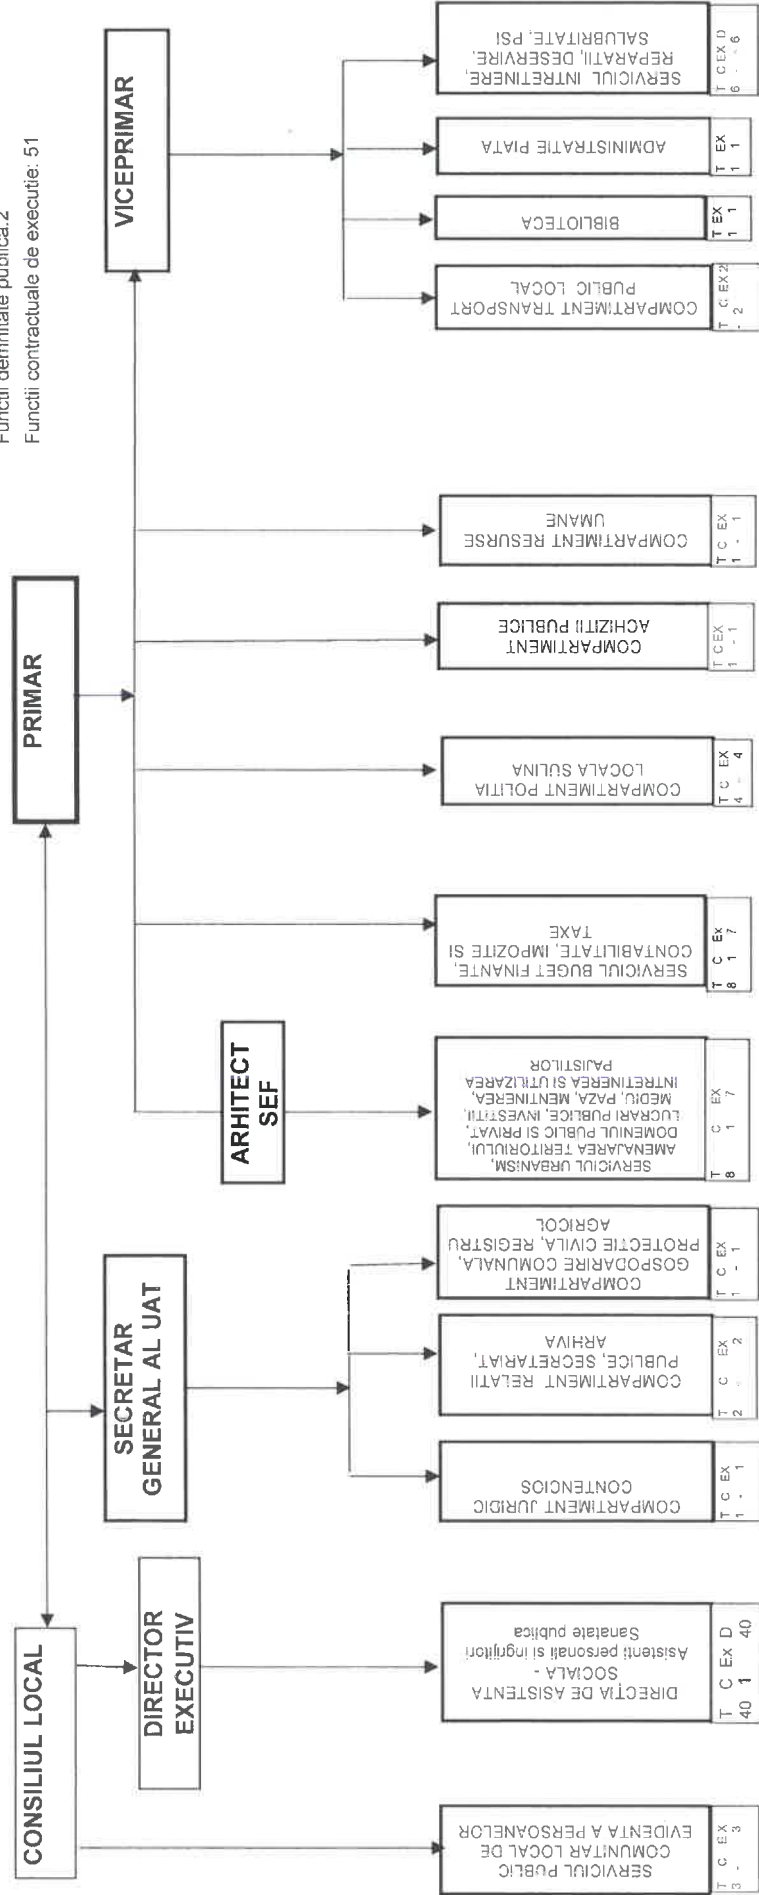 Functii demnitate publica: 2
Functii contractuale de executie: 51
PRIMAR
CONSILIUL LOCAL
VICEPRIMAR
SECRETAR
GENERAL AL UAT
DIRECTOR
EXECUTIV
ARHITECT
SEF
SERVICIUL PUBLIC
COMUNITAR LOCAL DE
EVIDENTA A PERSOANELOR
T C EX
3 - 3
DIRECȚIA DE ASISTENTA
SOCIALA -
Asistenti personali si ingrijitori
Sanatate publica
T C Ex D
40 1 40
COMPARTIMENT JURIDIC
CONTENCIOS
T C EX
1 - 1
COMPARTIMENT RELATII
PUBLICE, SECRETARIAT,
ARHIVA
T C EX
2 - 2
COMPARTIMENT
GOSPODARIRE COMUNALA,
PROTECTIE CIVILA, REGISTRU
AGRICOL
T C EX
1 - 1
SERVICIUL URBANISM,
AMENAJAREA TERITORIULUI,
DOMENIUL PUBLIC SI PRIVAT,
LUCRARI PUBLICE, INVESTITII,
MEDIU, PAZA, MENTINEREA,
INTRETINEREA SI UTILIZAREA
PAJISTILOR
T C EX
8 1 7
SERVICIUL BUGET FINANTE,
CONTABILITATE, IMPOZITE SI
TAXE
T C Ex
8 1 7
COMPARTIMENT POLITIA
LOCALA SULINA
T C EX
4 - 4
COMPARTIMENT
ACHIZITII PUBLICE
T C EX
1 - 1
COMPARTIMENT RESURSE
UMANE
T C EX
1 - 1
COMPARTIMENT TRANSPORT
PUBLIC LOCAL
T C EX 2
- 2
BIBLIOTECA
T EX
1 1
ADMINISTRATIE PIATA
T EX
1 1
SERVICIUL INTRETINERE,
REPARATII, DESERVIRE,
SALUBRITATE, PSI
T C EX D
6 - - 6